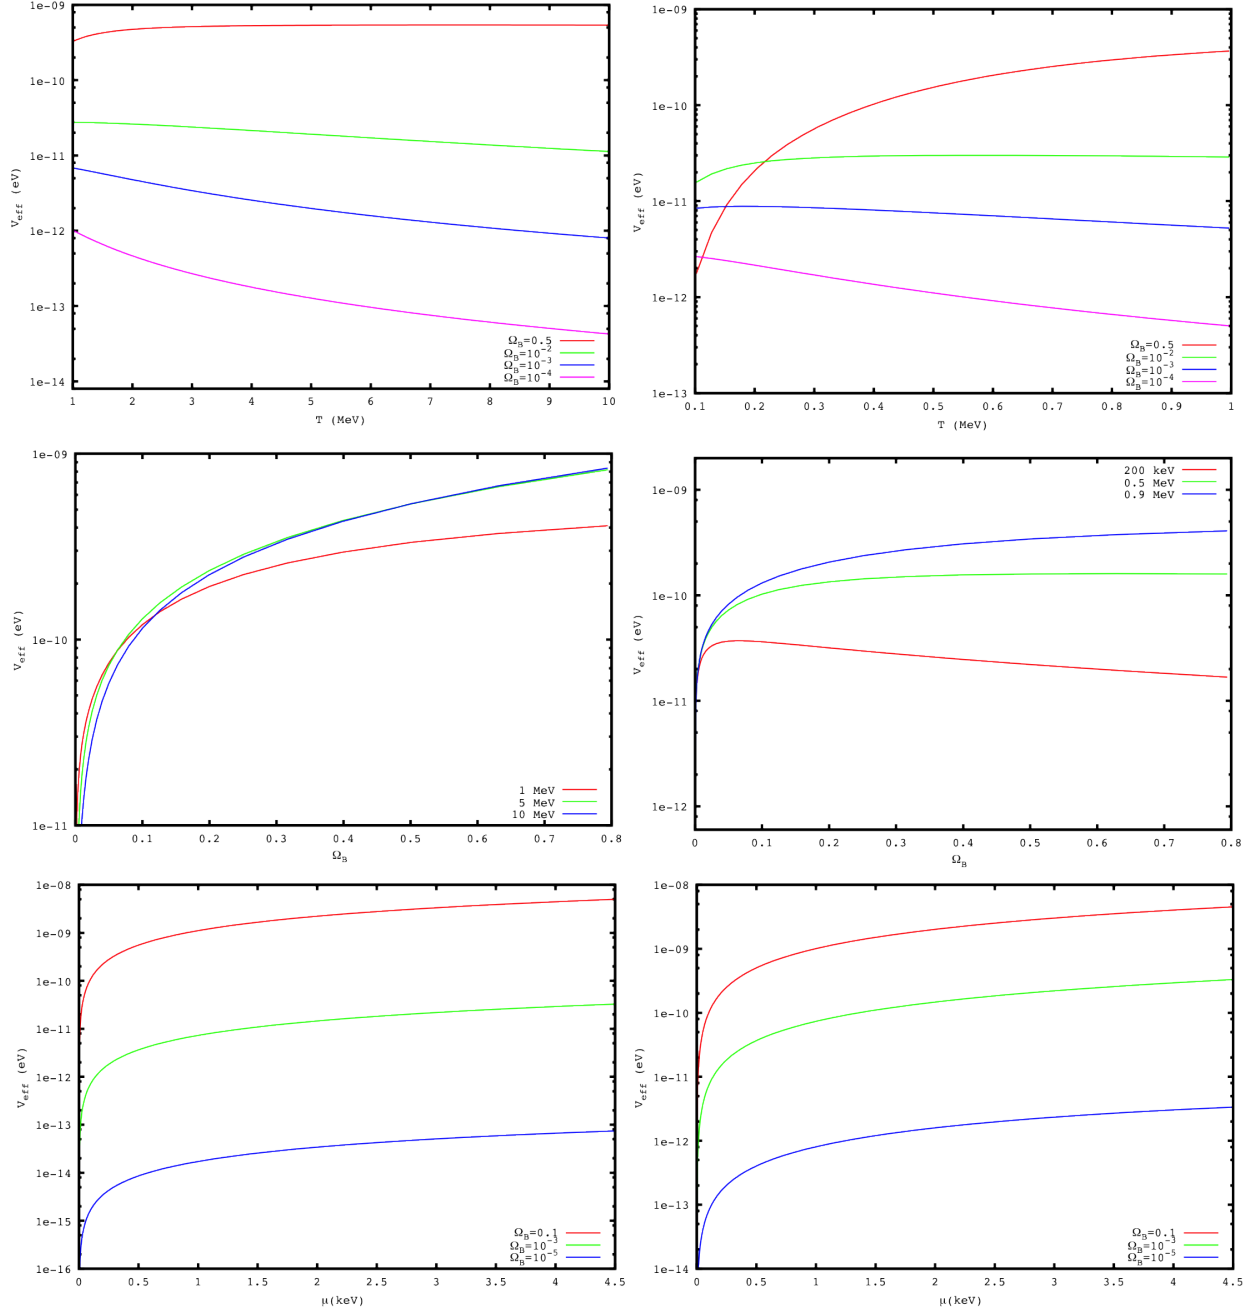 1e-09
1e-10
1e-11
1e-12
1e-13
1e-14
V_eff (eV)
1 2 3 4 5 6 7 8 9 10
T (MeV)
Ω_B=0.5
Ω_B=10^-2
Ω_B=10^-3
Ω_B=10^-4
1e-09
1e-10
1e-11
1e-12
1e-13
V_eff (eV)
0.1 0.2 0.3 0.4 0.5 0.6 0.7 0.8 0.9 1
T (MeV)
Ω_B=0.5
Ω_B=10^-2
Ω_B=10^-3
Ω_B=10^-4
1e-09
1e-10
1e-11
V_eff (eV)
0 0.1 0.2 0.3 0.4 0.5 0.6 0.7 0.8
Ω_B
1 MeV
5 MeV
10 MeV
1e-09
1e-10
1e-11
1e-12
V_eff (eV)
0 0.1 0.2 0.3 0.4 0.5 0.6 0.7 0.8
Ω_B
200 keV
0.5 MeV
0.9 MeV
1e-08
1e-09
1e-10
1e-11
1e-12
1e-13
1e-14
1e-15
1e-16
V_eff (eV)
0 0.5 1 1.5 2 2.5 3 3.5 4 4.5
μ(keV)
Ω_B=0.1
Ω_B=10^-3
Ω_B=10^-5
1e-08
1e-09
1e-10
1e-11
1e-12
1e-13
1e-14
V_eff (eV)
0 0.5 1 1.5 2 2.5 3 3.5 4 4.5
μ(keV)
Ω_B=0.1
Ω_B=10^-3
Ω_B=10^-5